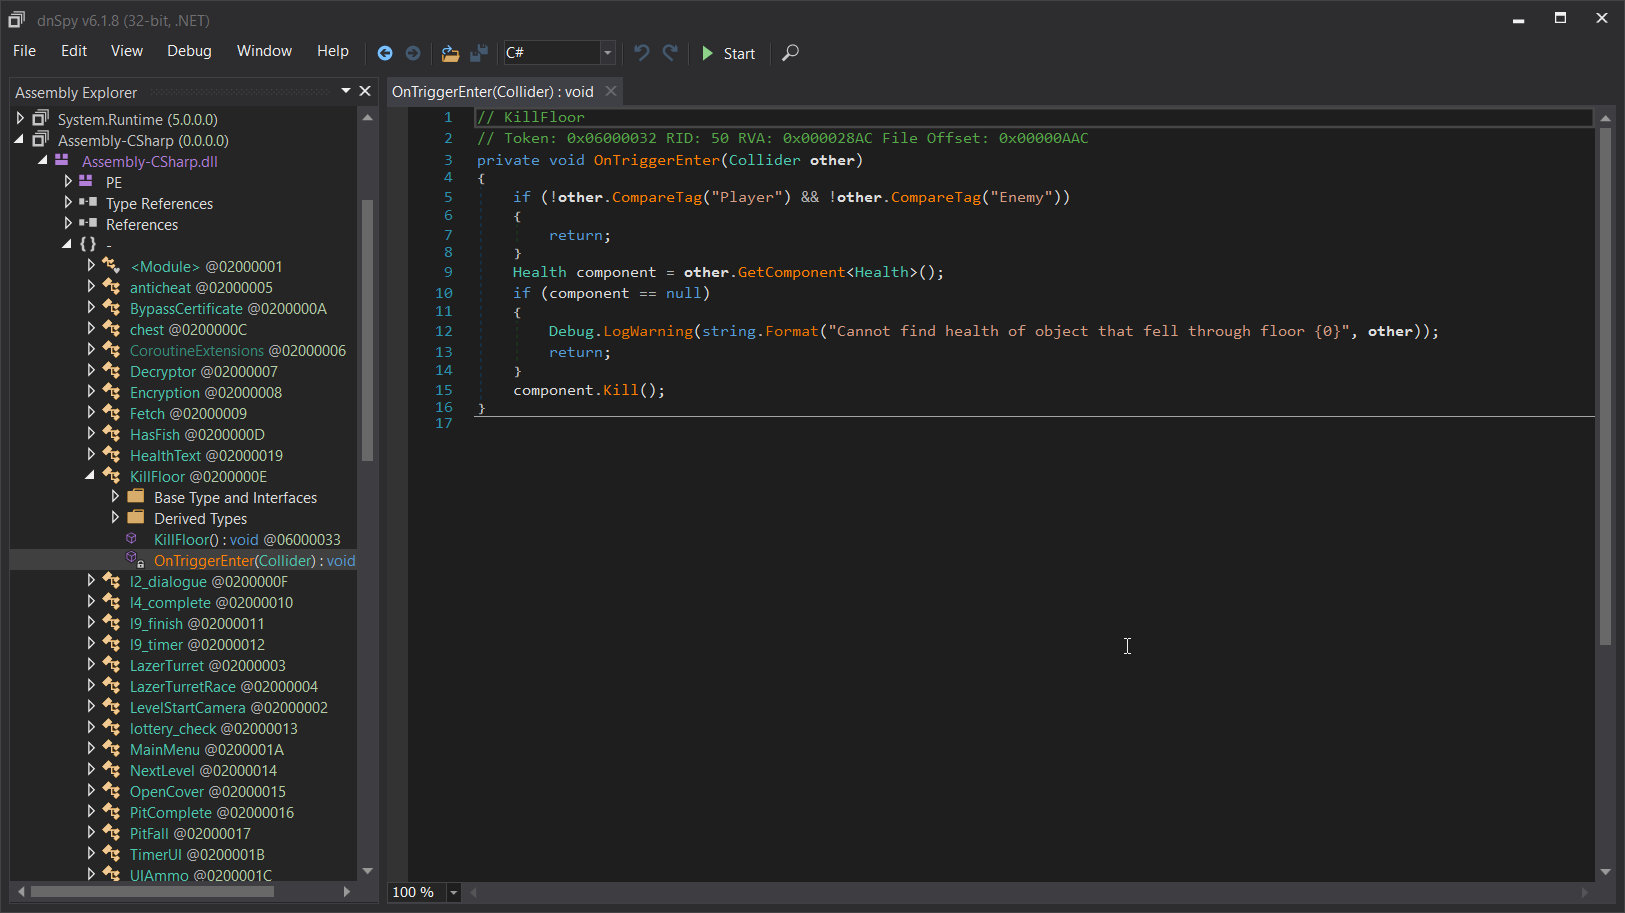 dnSpy v6.1.8 (32-bit, .NET)
File Edit View Debug Window Help C# Start
Assembly Explorer
System.Runtime (5.0.0.0)
Assembly-CSharp (0.0.0.0)
Assembly-CSharp.dll
PE
Type References
References
{ } -
<Module> @02000001
anticheat @02000005
BypassCertificate @0200000A
chest @0200000C
CoroutineExtensions @02000006
Decryptor @02000007
Encryption @02000008
Fetch @02000009
HasFish @0200000D
HealthText @02000019
KillFloor @0200000E
Base Type and Interfaces
Derived Types
KillFloor() : void @06000033
OnTriggerEnter(Collider) : void
l2_dialogue @0200000F
l4_complete @02000010
l9_finish @02000011
l9_timer @02000012
LazerTurret @02000003
LazerTurretRace @02000004
LevelStartCamera @02000002
lottery_check @02000013
MainMenu @0200001A
NextLevel @02000014
OpenCover @02000015
PitComplete @02000016
PitFall @02000017
TimerUI @0200001B
UIAmmo @0200001C
OnTriggerEnter(Collider) : void
1 // KillFloor
2 // Token: 0x06000032 RID: 50 RVA: 0x000028AC File Offset: 0x00000AAC
3 private void OnTriggerEnter(Collider other)
4 {
5 if (!other.CompareTag("Player") && !other.CompareTag("Enemy"))
6 {
7 return;
8 }
9 Health component = other.GetComponent<Health>();
10 if (component == null)
11 {
12 Debug.LogWarning(string.Format("Cannot find health of object that fell through floor {0}", other));
13 return;
14 }
15 component.Kill();
16 }
17
100 %